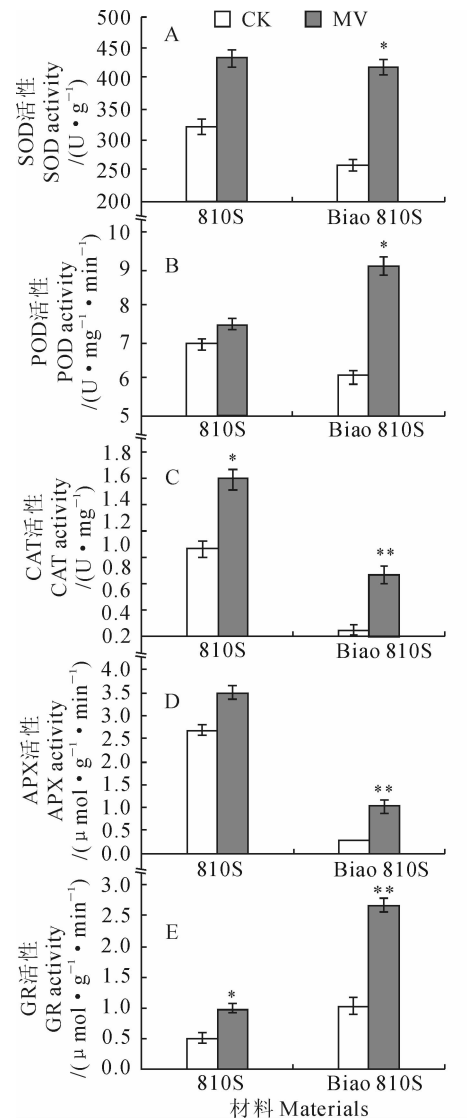 CK
MV
SOD活性
SOD activity
/(U·g⁻¹)
500
450
400
350
300
250
200
A
*
810S
Biao 810S
POD活性
POD activity
/(U·mg⁻¹·min⁻¹)
10
9
8
7
6
5
B
*
810S
Biao 810S
CAT活性
CAT activity
/(U·mg⁻¹)
1.8
1.6
1.4
1.2
1.0
0.8
0.6
0.4
0.2
C
*
**
810S
Biao 810S
APX活性
APX activity
/(μmol·g⁻¹·min⁻¹)
4.0
3.5
3.0
2.5
2.0
1.5
1.0
0.5
0.0
D
**
810S
Biao 810S
GR活性
GR activity
/(μmol·g⁻¹·min⁻¹)
3.0
2.5
2.0
1.5
1.0
0.5
0.0
E
*
**
810S
Biao 810S
材料 Materials